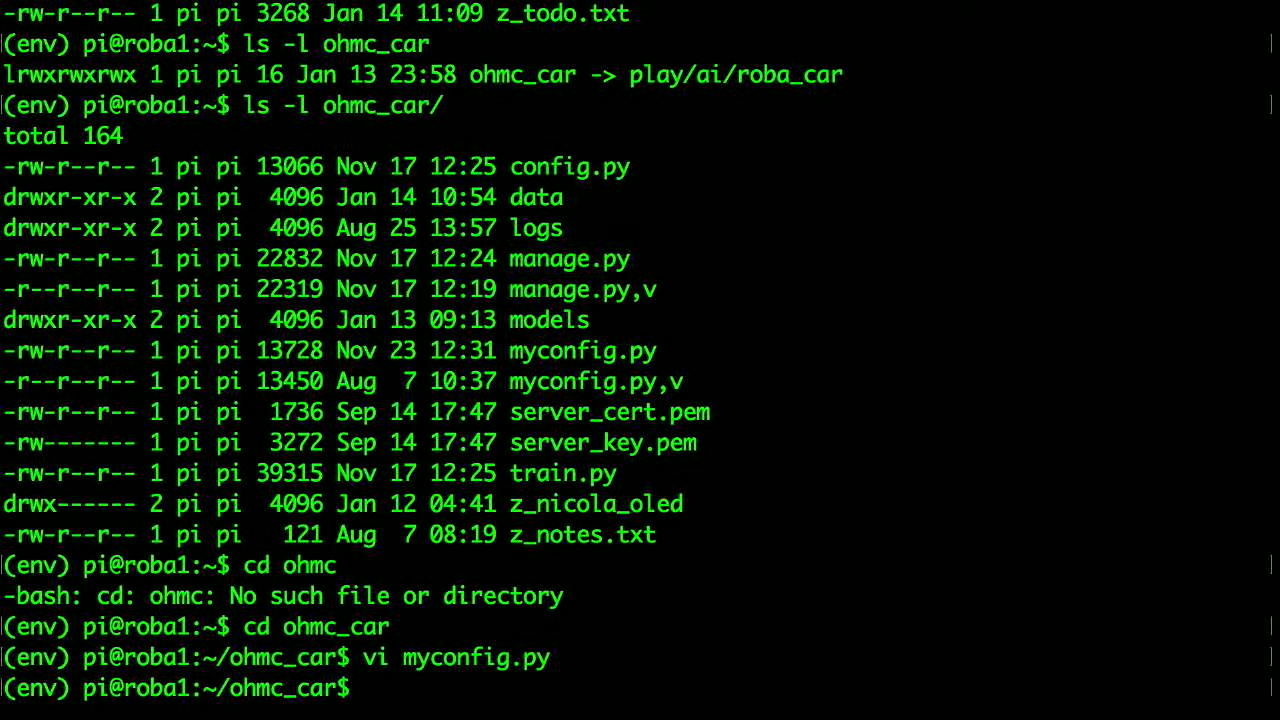 -rw-r--r-- 1 pi pi 3268 Jan 14 11:09 z_todo.txt
(env) pi@roba1:~$ ls -l ohmc_car
lrwxrwxrwx 1 pi pi 16 Jan 13 23:58 ohmc_car -> play/ai/roba_car
(env) pi@roba1:~$ ls -l ohmc_car/
total 164
-rw-r--r-- 1 pi pi 13066 Nov 17 12:25 config.py
drwxr-xr-x 2 pi pi  4096 Jan 14 10:54 data
drwxr-xr-x 2 pi pi  4096 Aug 25 13:57 logs
-rw-r--r-- 1 pi pi 22832 Nov 17 12:24 manage.py
-r--r--r-- 1 pi pi 22319 Nov 17 12:19 manage.py,v
drwxr-xr-x 2 pi pi  4096 Jan 13 09:13 models
-rw-r--r-- 1 pi pi 13728 Nov 23 12:31 myconfig.py
-r--r--r-- 1 pi pi 13450 Aug  7 10:37 myconfig.py,v
-rw-r--r-- 1 pi pi  1736 Sep 14 17:47 server_cert.pem
-rw------- 1 pi pi  3272 Sep 14 17:47 server_key.pem
-rw-r--r-- 1 pi pi 39315 Nov 17 12:25 train.py
drwx------ 2 pi pi  4096 Jan 12 04:41 z_nicola_oled
-rw-r--r-- 1 pi pi   121 Aug  7 08:19 z_notes.txt
(env) pi@roba1:~$ cd ohmc
-bash: cd: ohmc: No such file or directory
(env) pi@roba1:~$ cd ohmc_car
(env) pi@roba1:~/ohmc_car$ vi myconfig.py
(env) pi@roba1:~/ohmc_car$